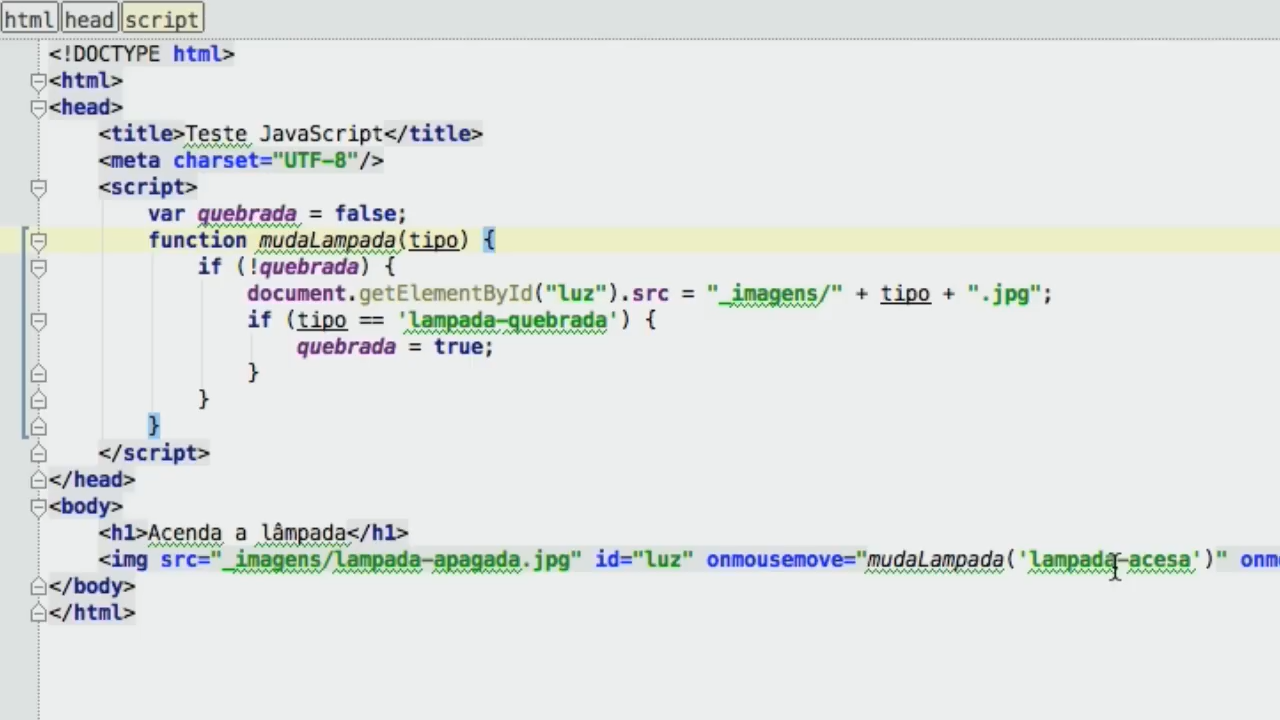 html head script
<!DOCTYPE html>
<html>
<head>
    <title>Teste JavaScript</title>
    <meta charset="UTF-8"/>
    <script>
        var quebrada = false;
        function mudaLampada(tipo) {
            if (!quebrada) {
                document.getElementById("luz").src = "_imagens/" + tipo + ".jpg";
                if (tipo == 'lampada-quebrada') {
                    quebrada = true;
                }
            }
        }
    </script>
</head>
<body>
    <h1>Acenda a lâmpada</h1>
    <img src="_imagens/lampada-apagada.jpg" id="luz" onmousemove="mudaLampada('lampada-acesa')"
</body>
</html>